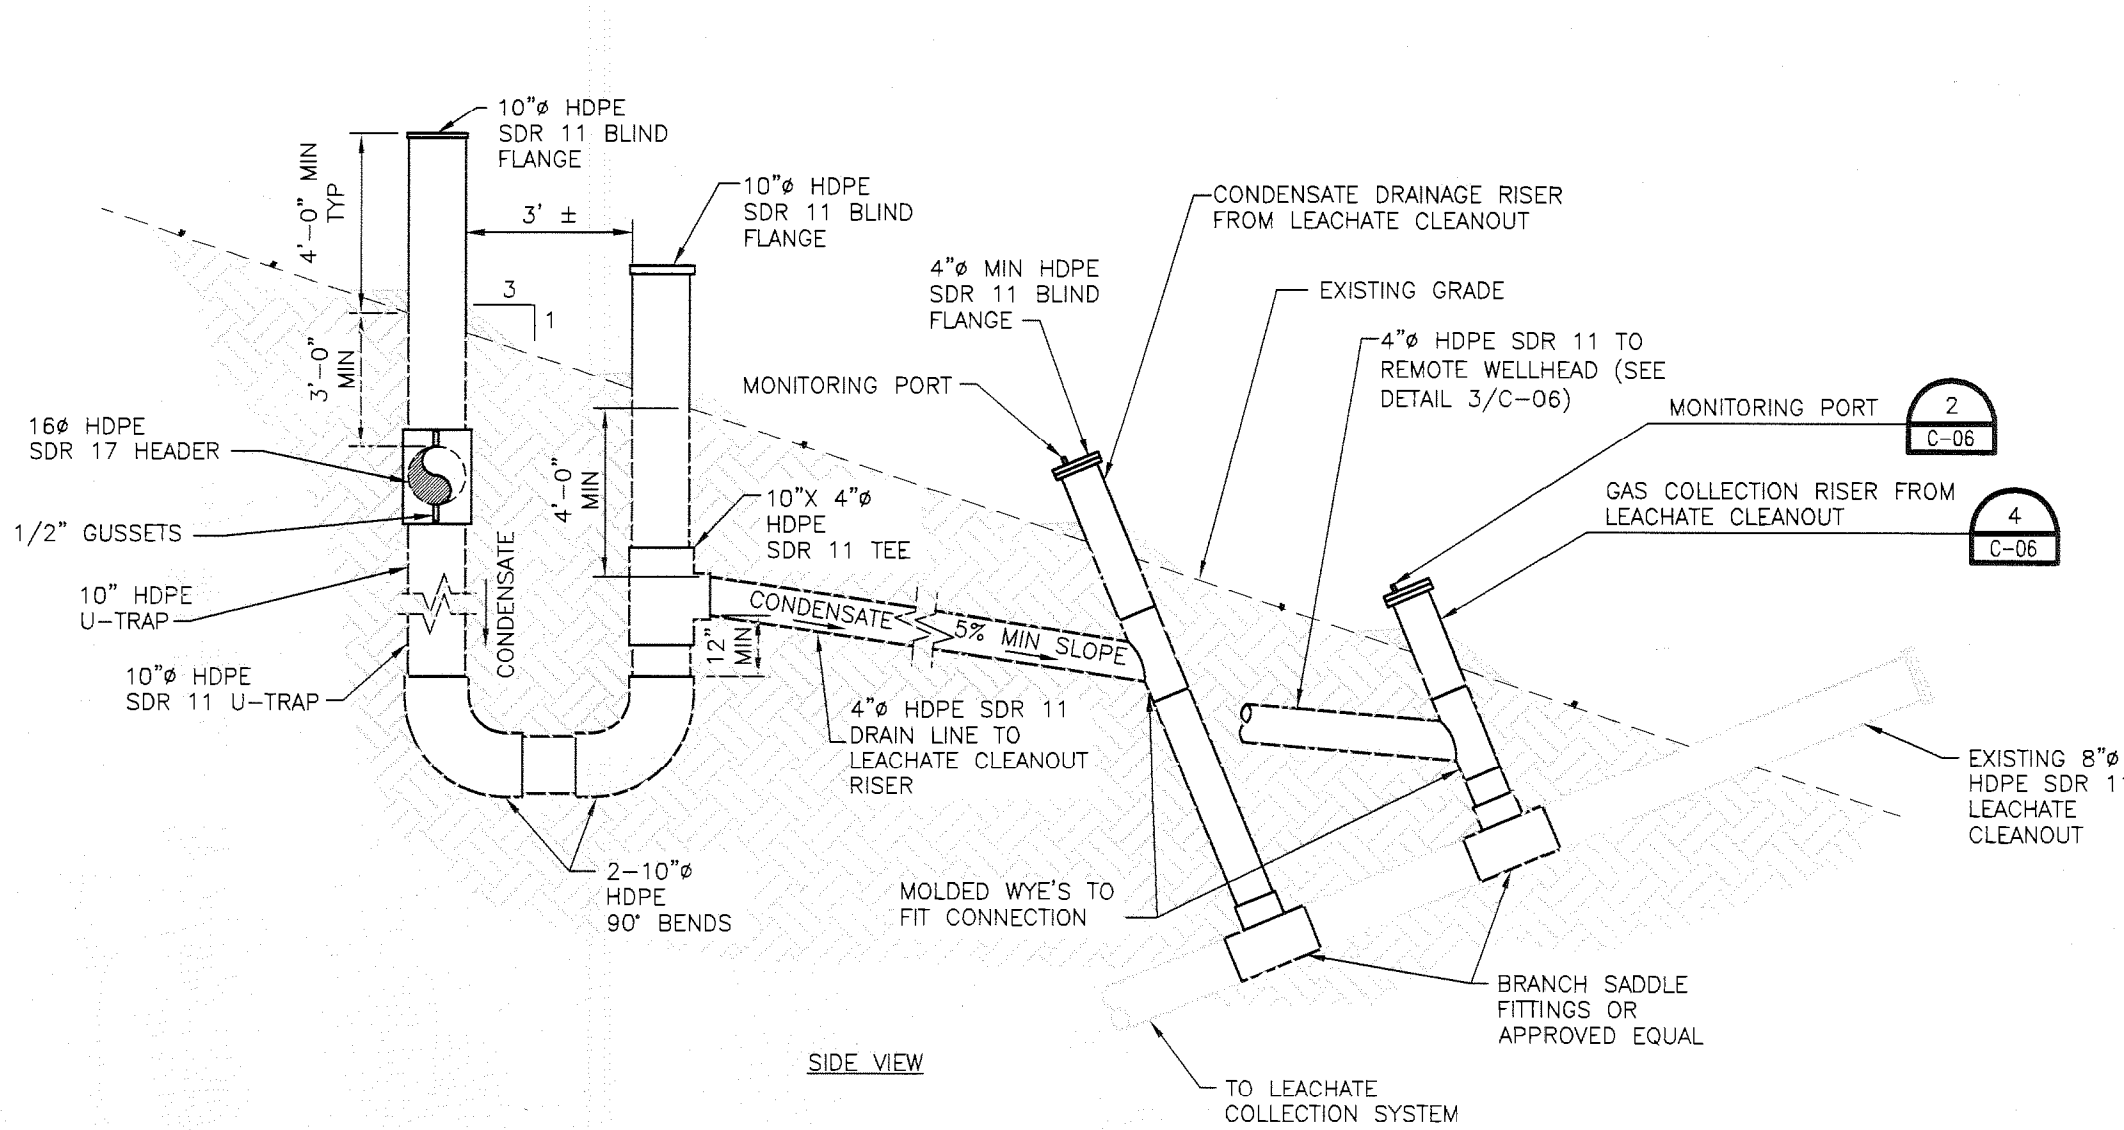 10"ø HDPE
SDR 11 BLIND
FLANGE
4'-0" MIN
TYP
3' ±
10"ø HDPE
SDR 11 BLIND
FLANGE
3
1
3'-0"
MIN
16ø HDPE
SDR 17 HEADER
1/2" GUSSETS
10" HDPE
U-TRAP
10"ø HDPE
SDR 11 U-TRAP
CONDENSATE
4'-0"
MIN
10"X 4"ø
HDPE
SDR 11 TEE
CONDENSATE
12"
MIN
5% MIN SLOPE
4"ø HDPE SDR 11
DRAIN LINE TO
LEACHATE CLEANOUT
RISER
2-10"ø
HDPE
90° BENDS
CONDENSATE DRAINAGE RISER
FROM LEACHATE CLEANOUT
4"ø MIN HDPE
SDR 11 BLIND
FLANGE
MONITORING PORT
EXISTING GRADE
4"ø HDPE SDR 11 TO
REMOTE WELLHEAD (SEE
DETAIL 3/C-06)
MONITORING PORT
2
C-06
GAS COLLECTION RISER FROM
LEACHATE CLEANOUT
4
C-06
EXISTING 8"ø
HDPE SDR 11
LEACHATE
CLEANOUT
MOLDED WYE'S TO
FIT CONNECTION
BRANCH SADDLE
FITTINGS OR
APPROVED EQUAL
TO LEACHATE
COLLECTION SYSTEM
SIDE VIEW